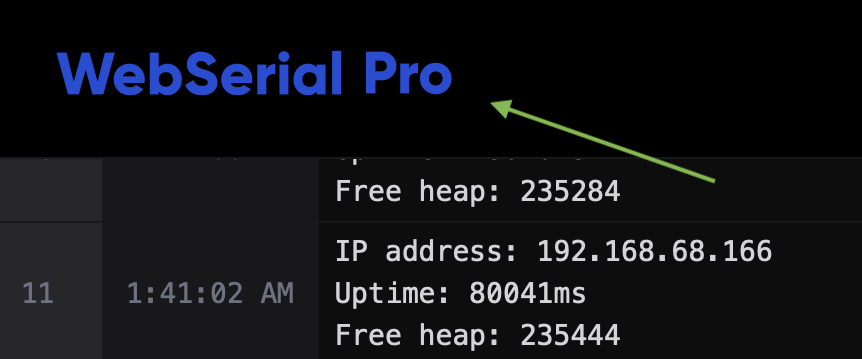 WebSerial Pro
Free heap: 235284
IP address: 192.168.68.166
11 1:41:02 AM Uptime: 80041ms
Free heap: 235444